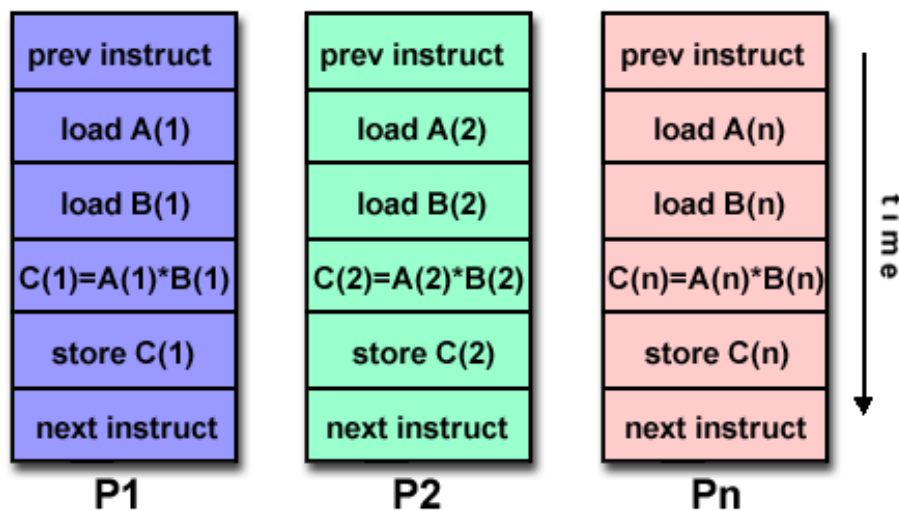 prev instruct
load A(1)
load B(1)
C(1)=A(1)*B(1)
store C(1)
next instruct
P1
prev instruct
load A(2)
load B(2)
C(2)=A(2)*B(2)
store C(2)
next instruct
P2
prev instruct
load A(n)
load B(n)
C(n)=A(n)*B(n)
store C(n)
next instruct
Pn
time